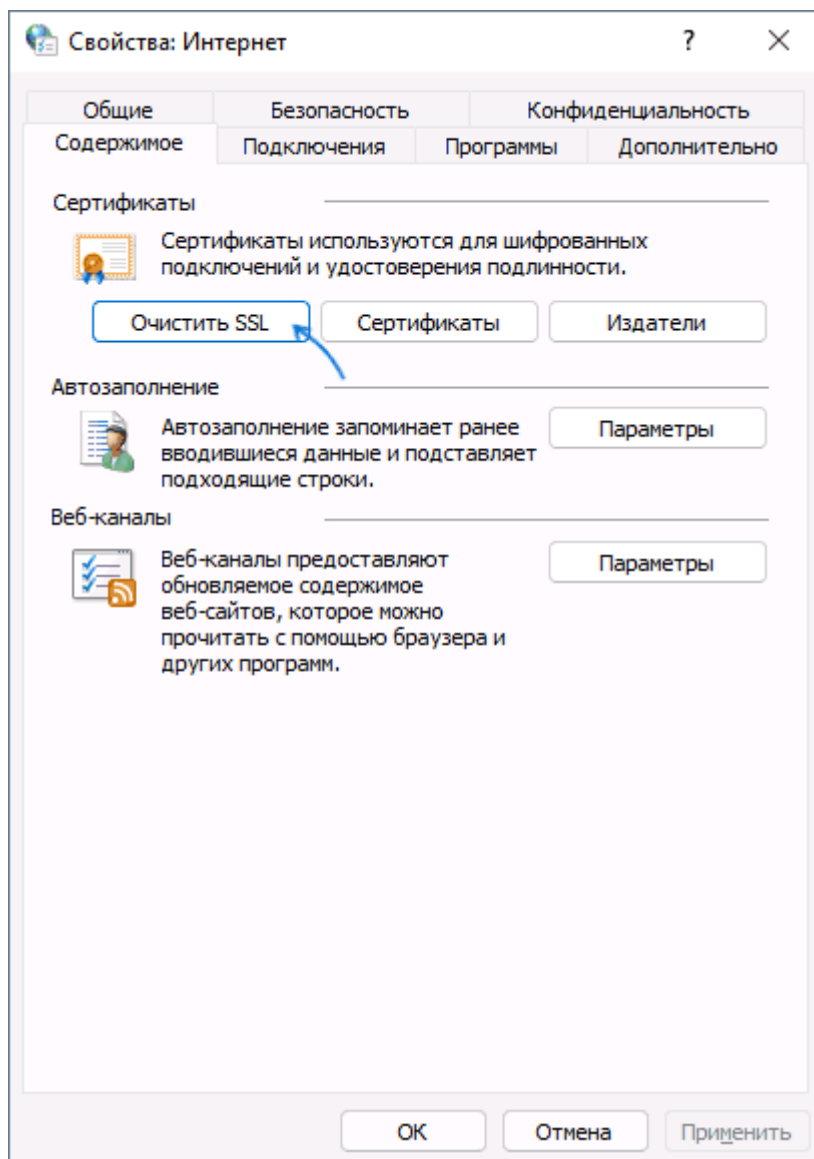 Свойства: Интернет
?
Общие Безопасность Конфиденциальность
Содержимое Подключения Программы Дополнительно
Сертификаты
Сертификаты используются для шифрованных
подключений и удостоверения подлинности.
Очистить SSL Сертификаты Издатели
Автозаполнение
Автозаполнение запоминает ранее
вводившиеся данные и подставляет
подходящие строки.
Параметры
Веб-каналы
Веб-каналы предоставляют
обновляемое содержимое
веб-сайтов, которое можно
прочитать с помощью браузера и
других программ.
Параметры
ОК Отмена Применить